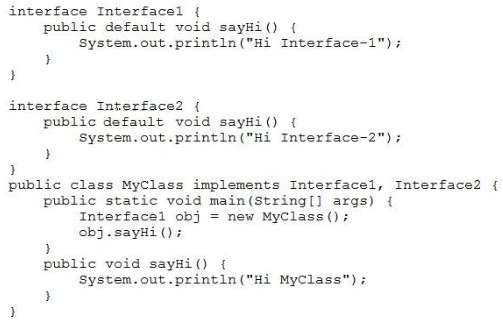 interface Interface1 {
    public default void sayHi() {
        System.out.println("Hi Interface-1");
    }
}

interface Interface2 {
    public default void sayHi() {
        System.out.println("Hi Interface-2");
    }
}
public class MyClass implements Interface1, Interface2 {
    public static void main(String[] args) {
        Interface1 obj = new MyClass();
        obj.sayHi();
    }
    public void sayHi() {
        System.out.println("Hi MyClass");
    }
}